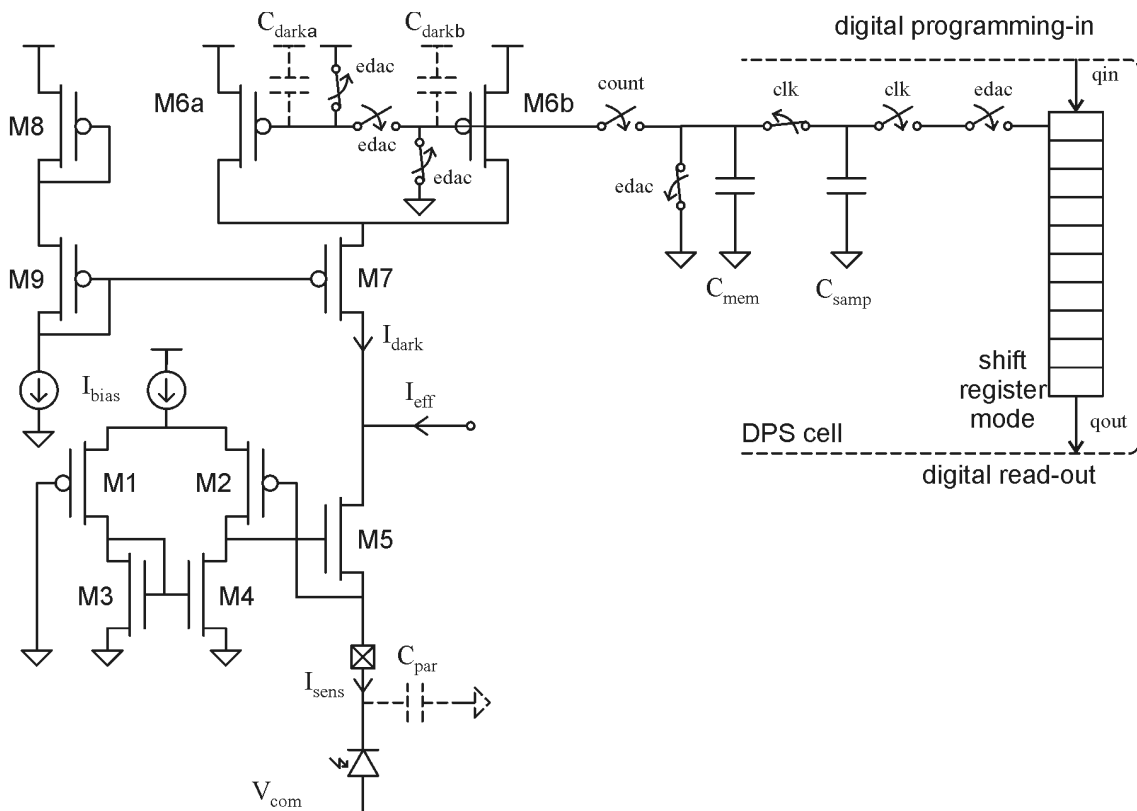 C_darka
C_darkb
digital programming-in
edac
qin
M6a
M6b
count
clk
clk
edac
M8
edac
edac
edac
M9
M7
C_mem
C_samp
I_dark
shift
register
mode
I_bias
I_eff
qout
DPS cell
digital read-out
M1
M2
M5
M3
M4
C_par
I_sens
V_com